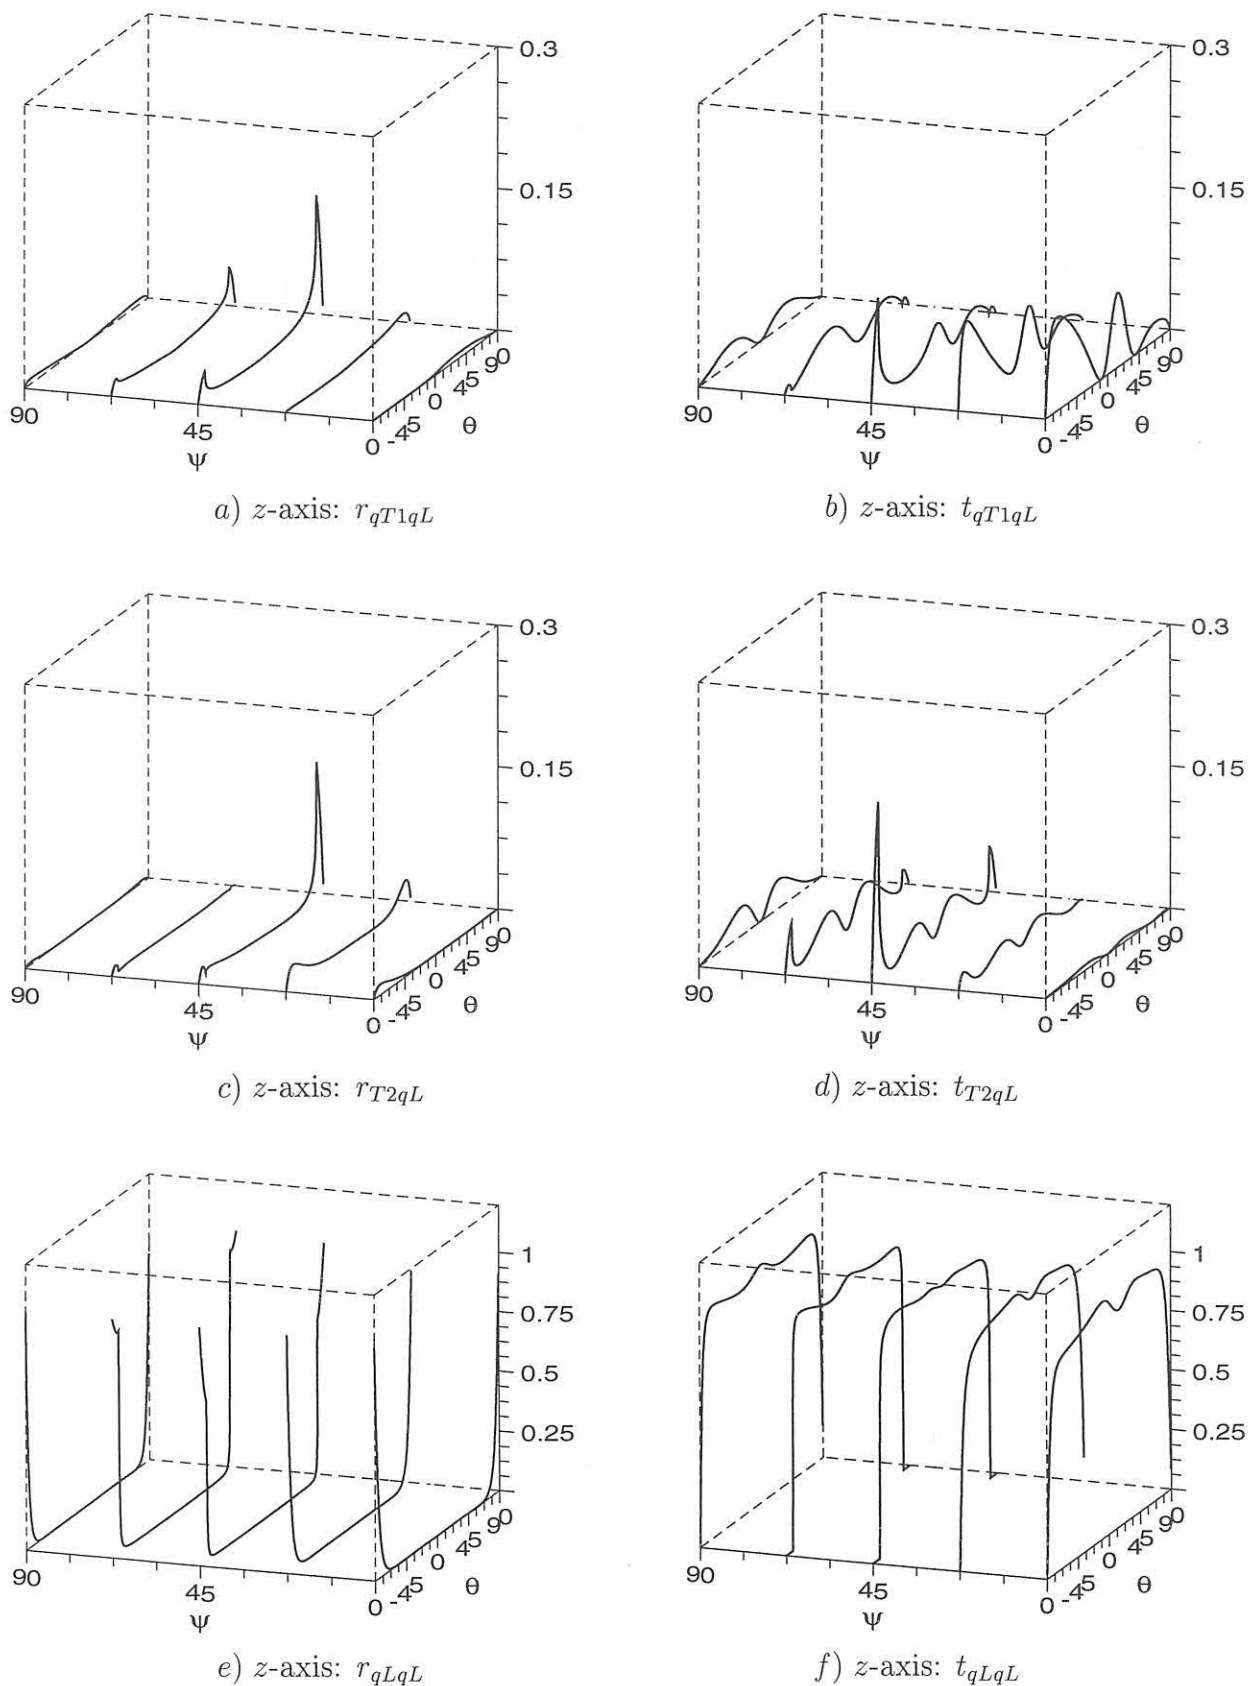 0.3 0.3
0.15 0.15
90 45 0 -45 0 45 90 90 45 0 -45 0 45 90
ψ θ ψ θ
a) z-axis: r_{qT1qL} b) z-axis: t_{qT1qL}
0.3 0.3
0.15 0.15
90 45 0 -45 0 45 90 90 45 0 -45 0 45 90
ψ θ ψ θ
c) z-axis: r_{T2qL} d) z-axis: t_{T2qL}
1 1
0.75 0.75
0.5 0.5
0.25 0.25
90 45 0 -45 0 45 90 90 45 0 -45 0 45 90
ψ θ ψ θ
e) z-axis: r_{qLqL} f) z-axis: t_{qLqL}